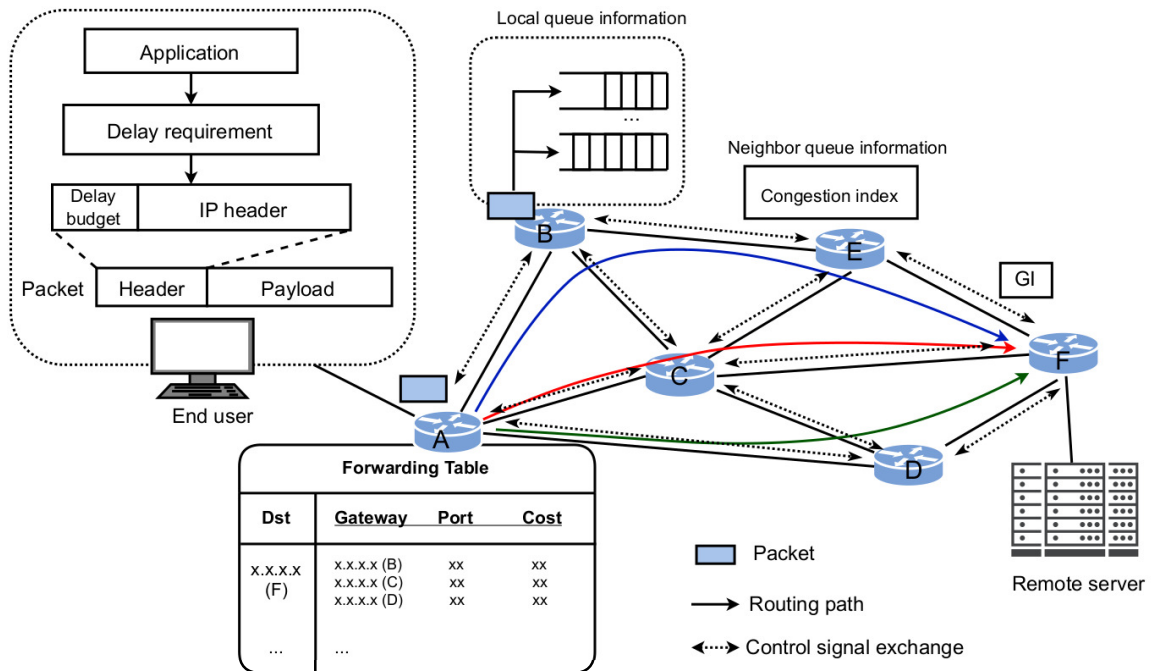 Application
Delay requirement
Delay
budget
IP header
Packet
Header
Payload
End user
Local queue information
...
Neighbor queue information
Congestion index
GI
B
E
C
F
A
D
Forwarding Table
Dst
Gateway Port Cost
x.x.x.x
(F)
x.x.x.x (B) xx xx
x.x.x.x (C) xx xx
x.x.x.x (D) xx xx
... ...
Packet
Routing path
Control signal exchange
Remote server